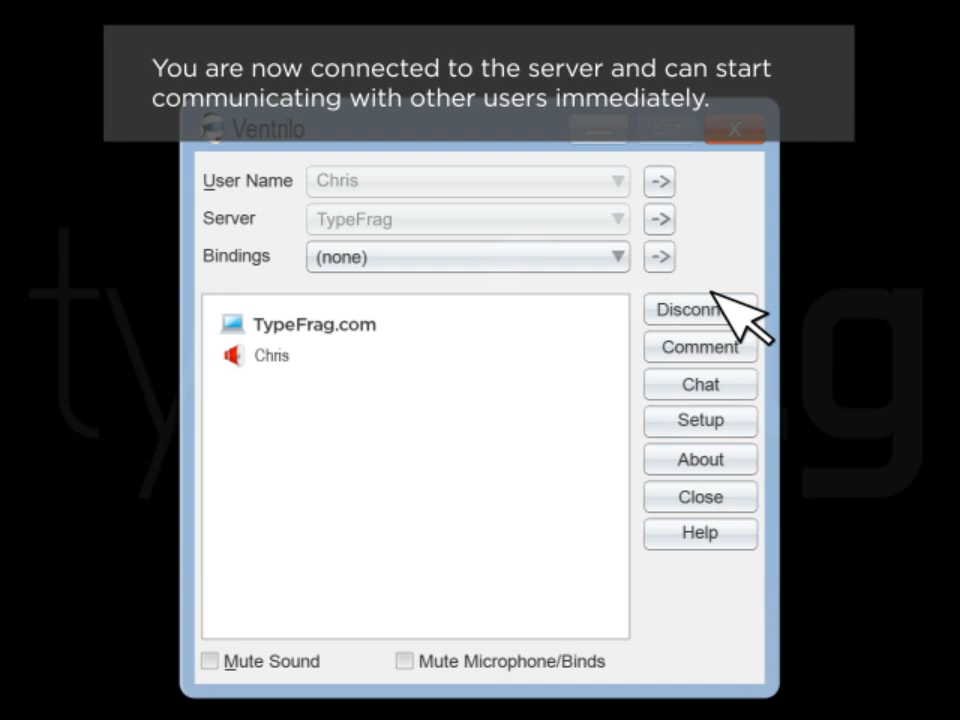 You are now connected to the server and can start
communicating with other users immediately.
Ventrilo
X
User Name Chris ->
Server TypeFrag ->
Bindings (none) ->
TypeFrag.com
Chris
Comment
Chat
Setup
About
Close
Help
Mute Sound Mute Microphone/Binds